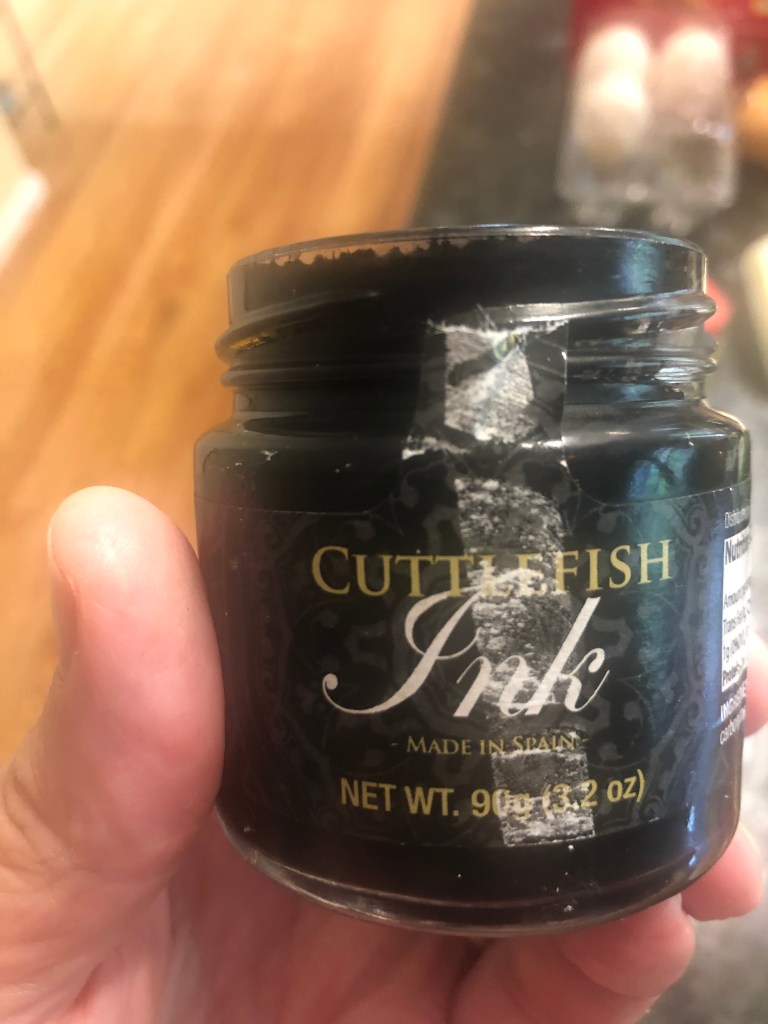 CUTTLEFISH
Ink
- MADE IN SPAIN -
NET WT. 90g (3.2 oz)